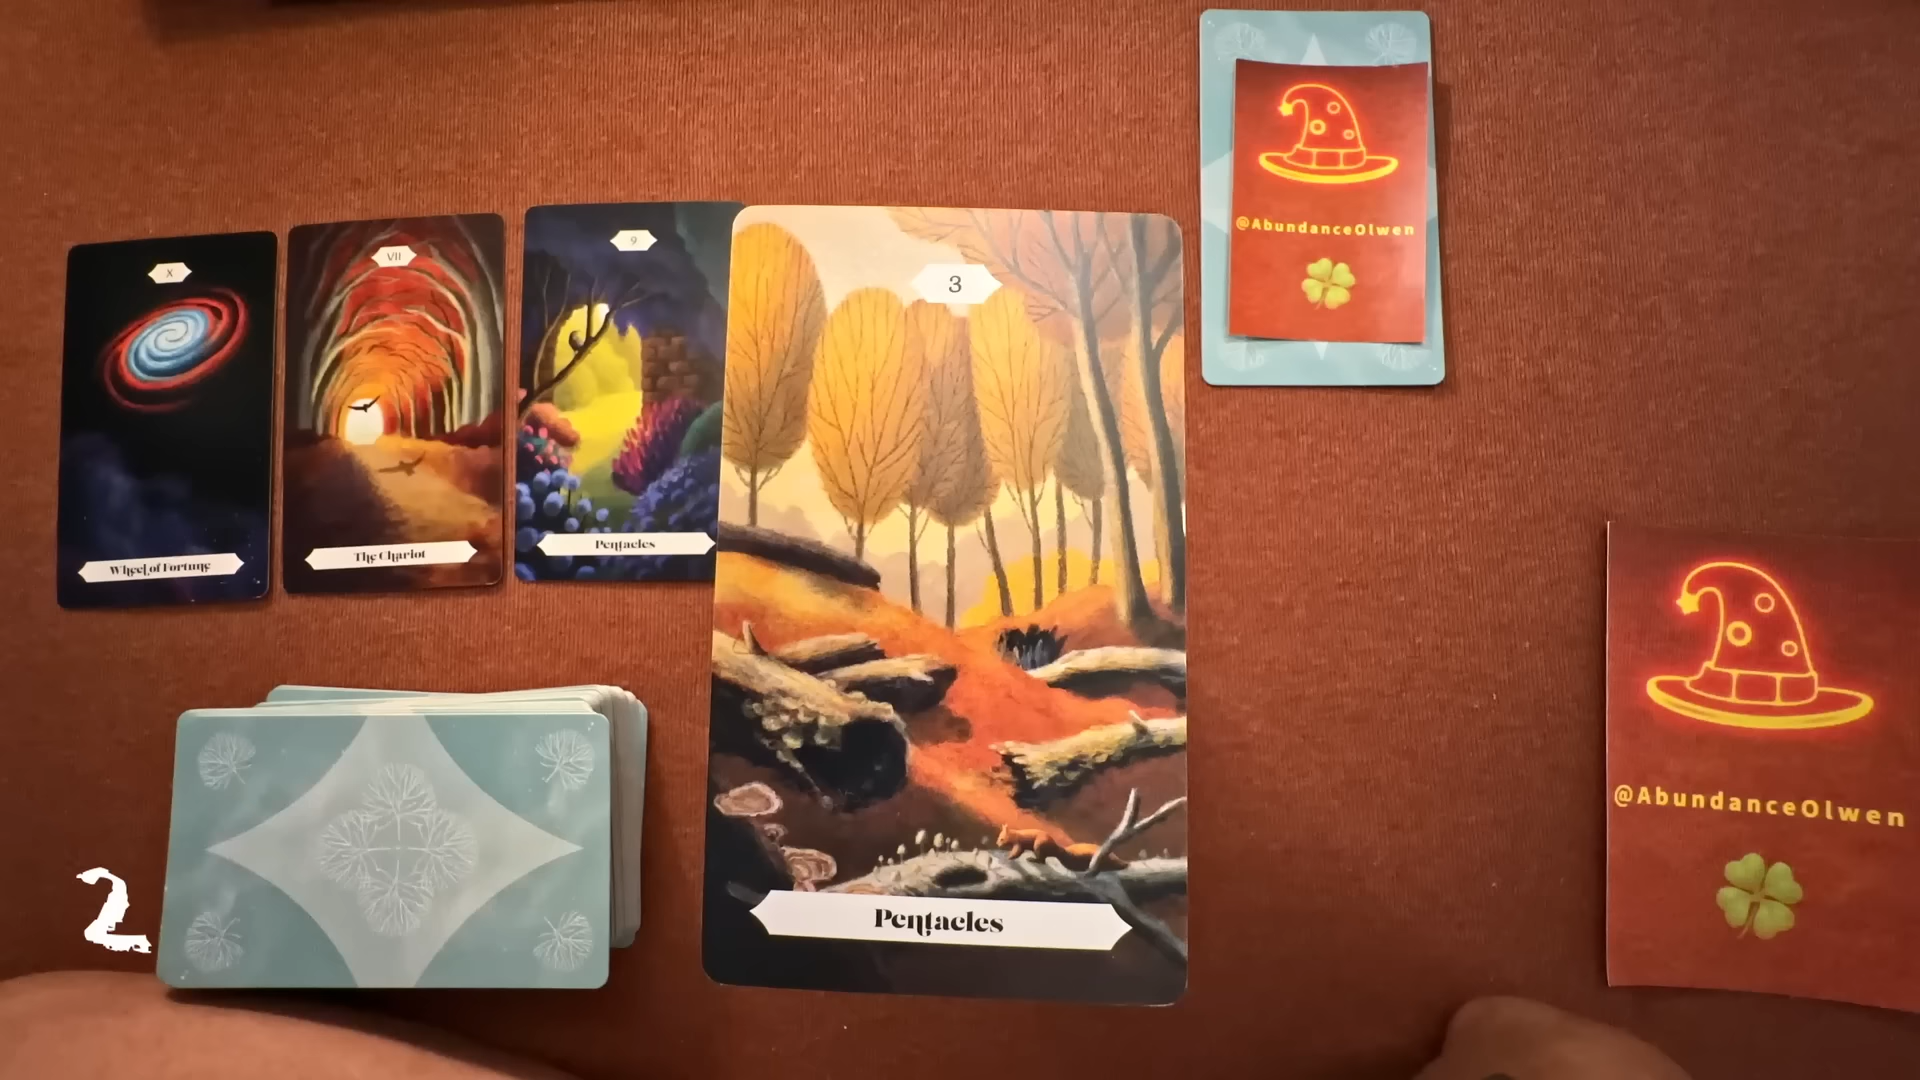 X
Wheel of Fortune
VII
The Chariot
9
Pentacles
3
Pentacles
@AbundanceOlwen
@AbundanceOlwen
2